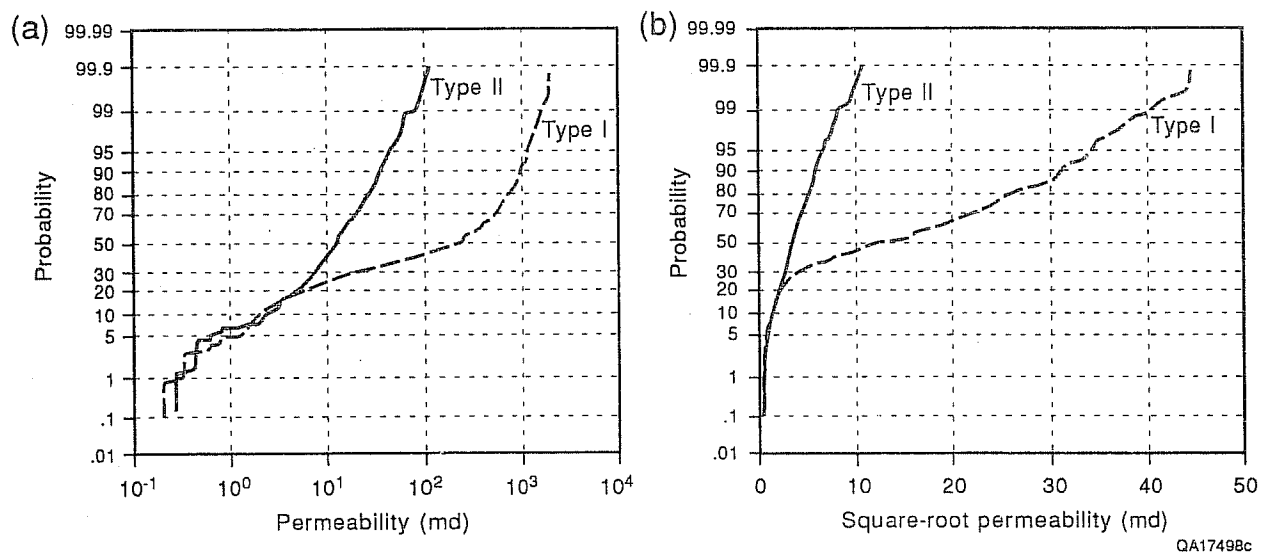 (a)
99.99
99.9
99
95
90
80
70
50
30
20
10
5
1
.1
.01
Probability
Type II
Type I
10-1 100 101 102 103 104
Permeability (md)
(b)
99.99
99.9
99
95
90
80
70
50
30
20
10
5
1
.1
.01
Probability
Type II
Type I
0 10 20 30 40 50
Square-root permeability (md)
QA17498c